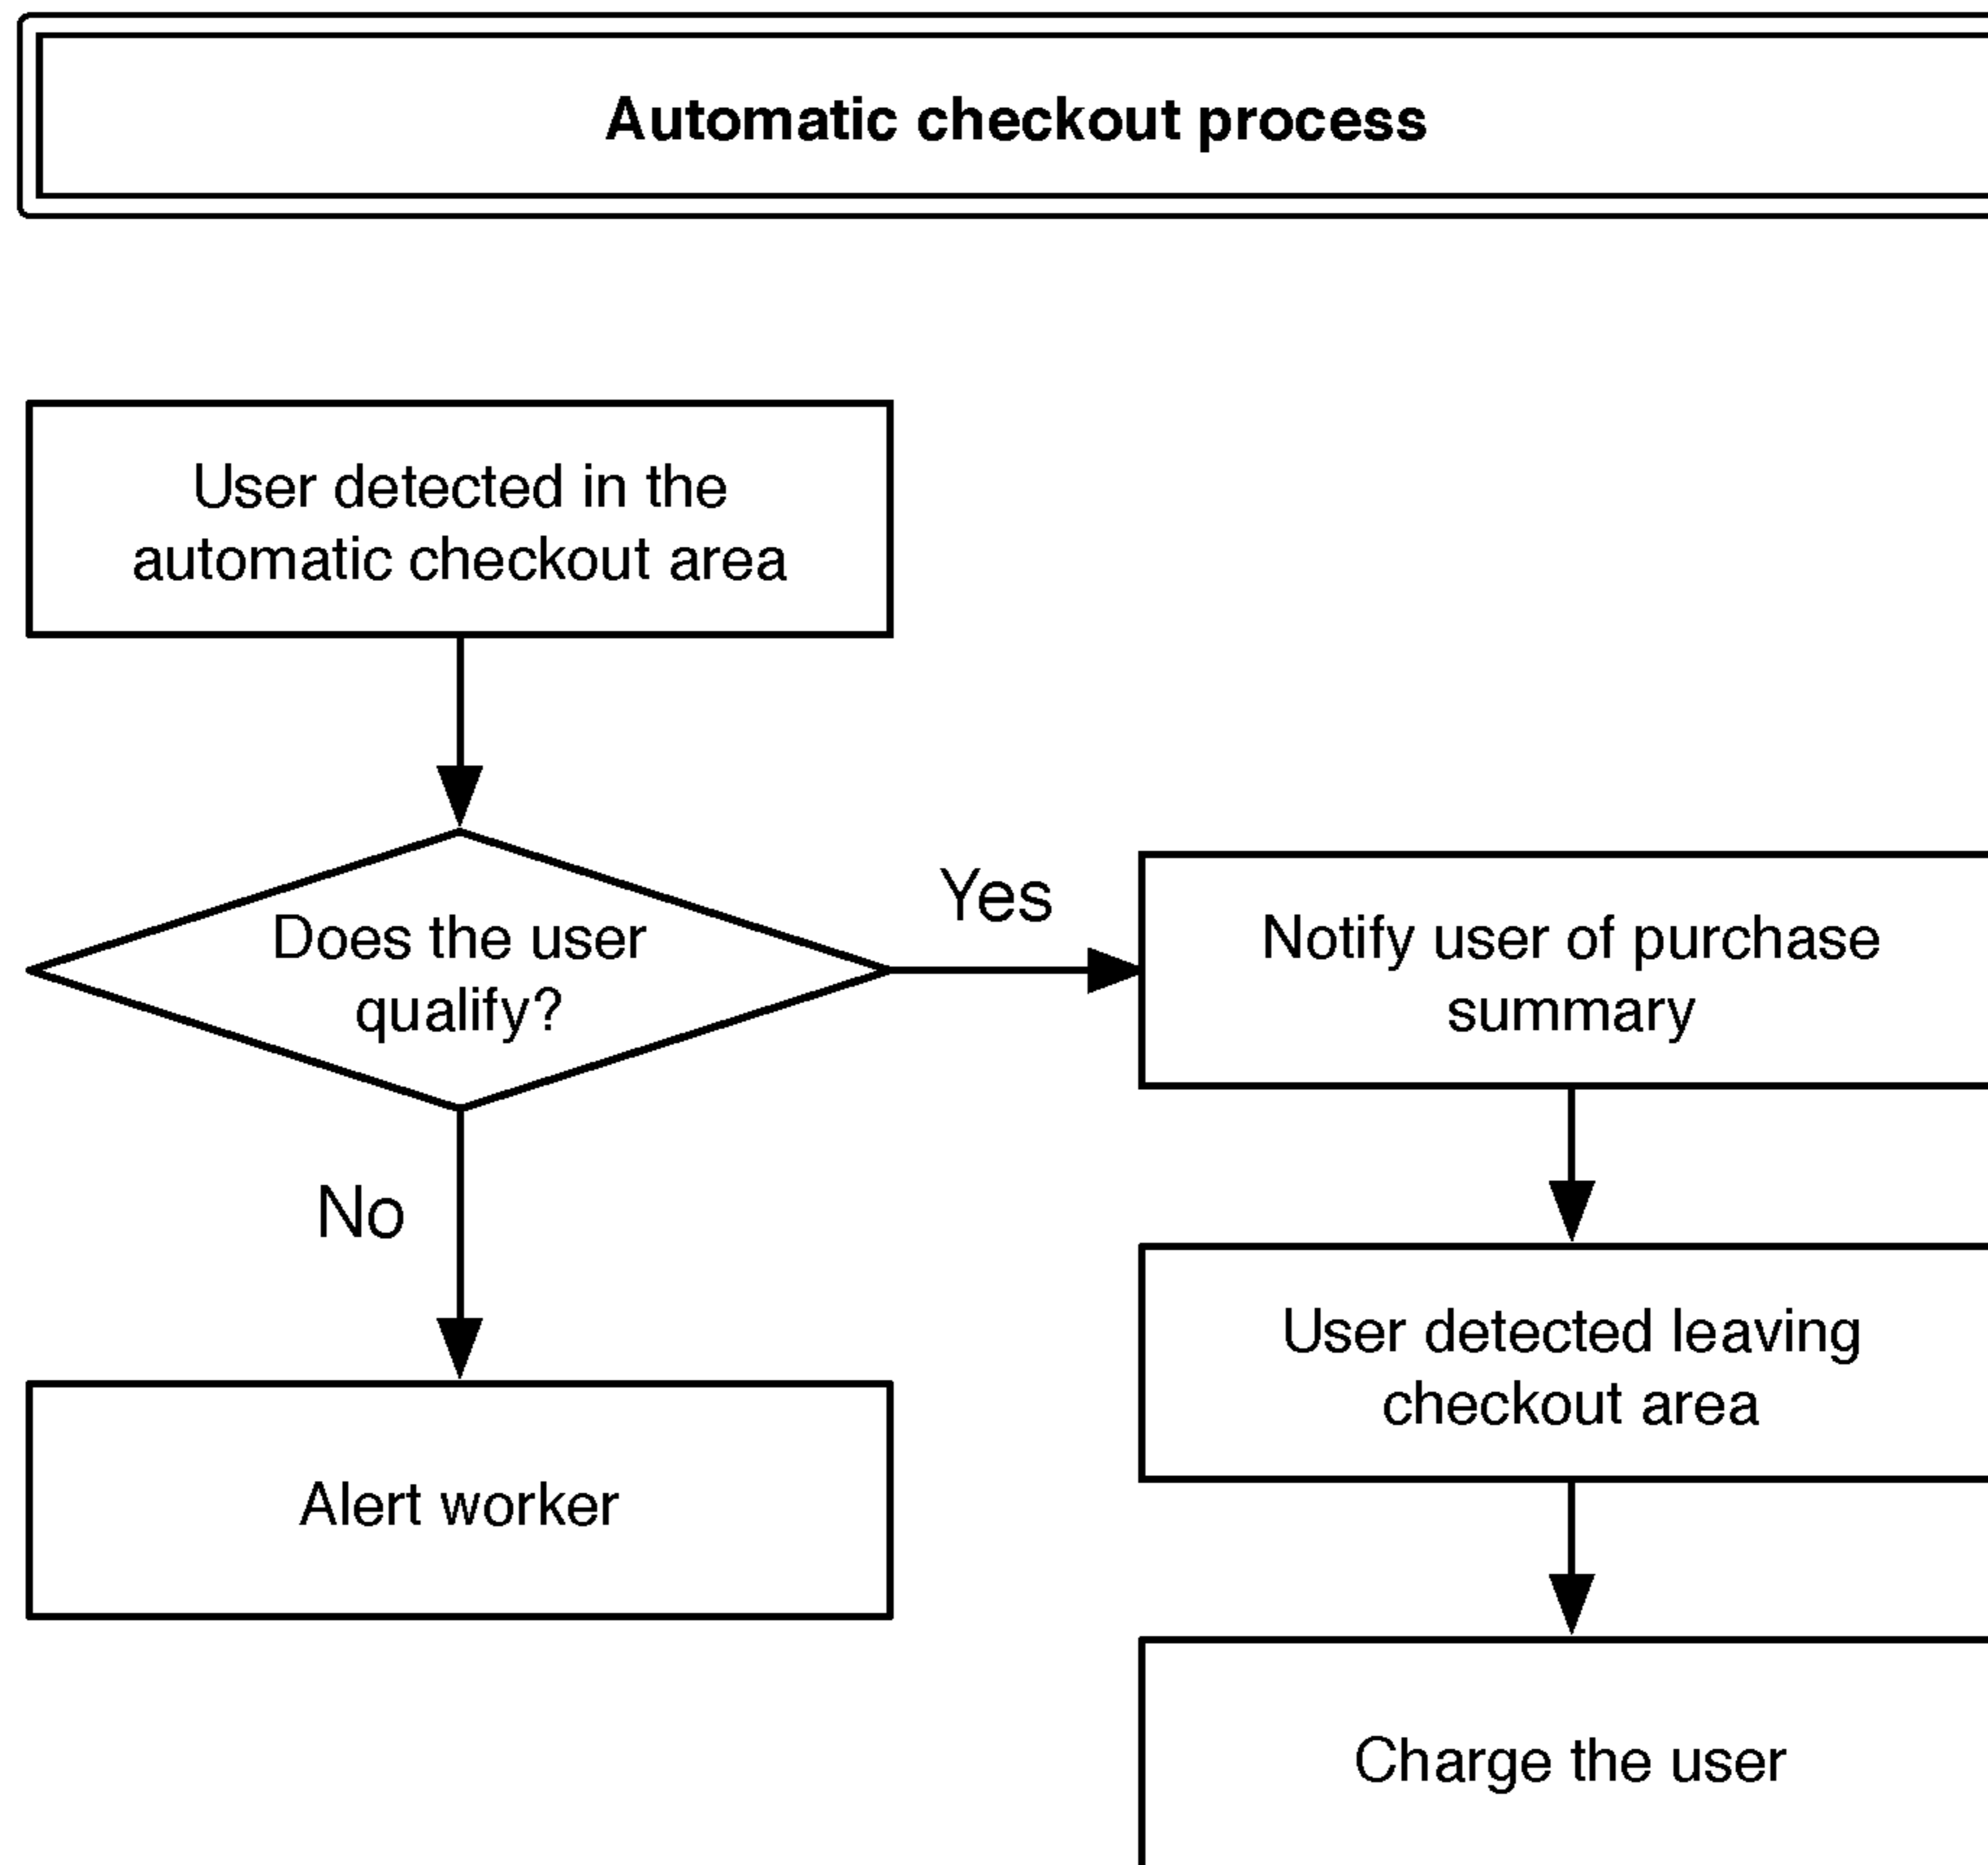 Automatic checkout process
User detected in the
automatic checkout area
Does the user
qualify?
Yes
Notify user of purchase
summary
No
User detected leaving
checkout area
Alert worker
Charge the user